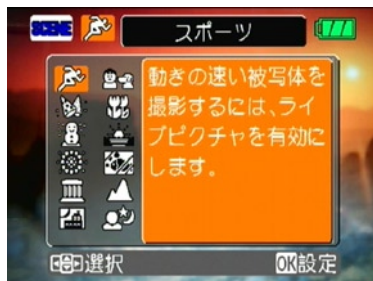 SCENE スポーツ
動きの速い被写体を
撮影するには、ライ
ブピクチャを有効に
します。
選択 OK設定